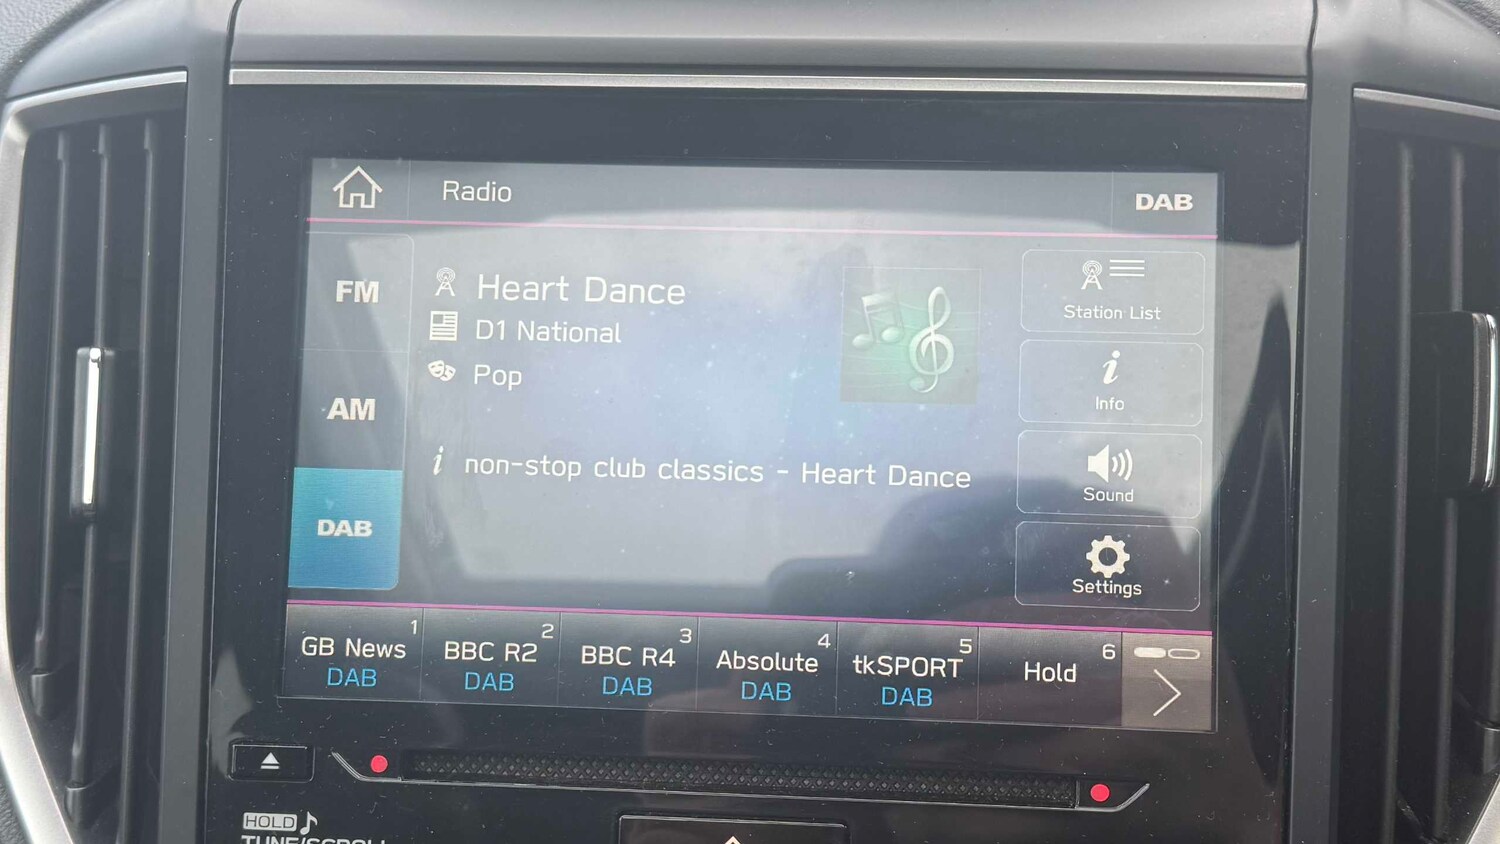 Radio
DAB
FM
AM
DAB
Heart Dance
D1 National
Pop
i non-stop club classics - Heart Dance
Station List
i
Info
Sound
Settings
1
GB News
DAB
2
BBC R2
DAB
3
BBC R4
DAB
4
Absolute
DAB
5
tkSPORT
DAB
6
Hold
HOLD
TUNE/SCROLL